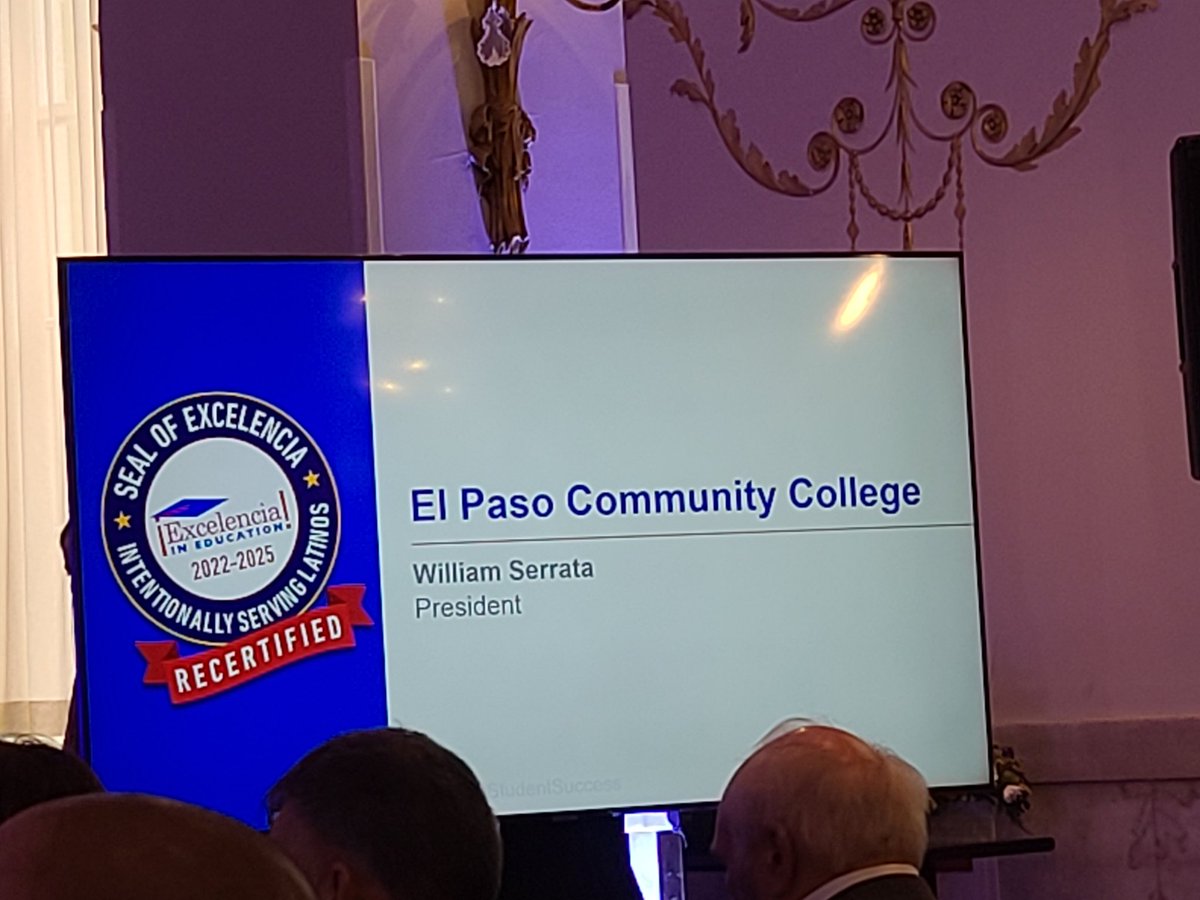 SEAL OF EXCELENCIA
¡Excelencia!
IN EDUCATION
2022-2025
INTENTIONALLY SERVING LATINOS
RECERTIFIED
El Paso Community College
William Serrata
President
StudentSuccess